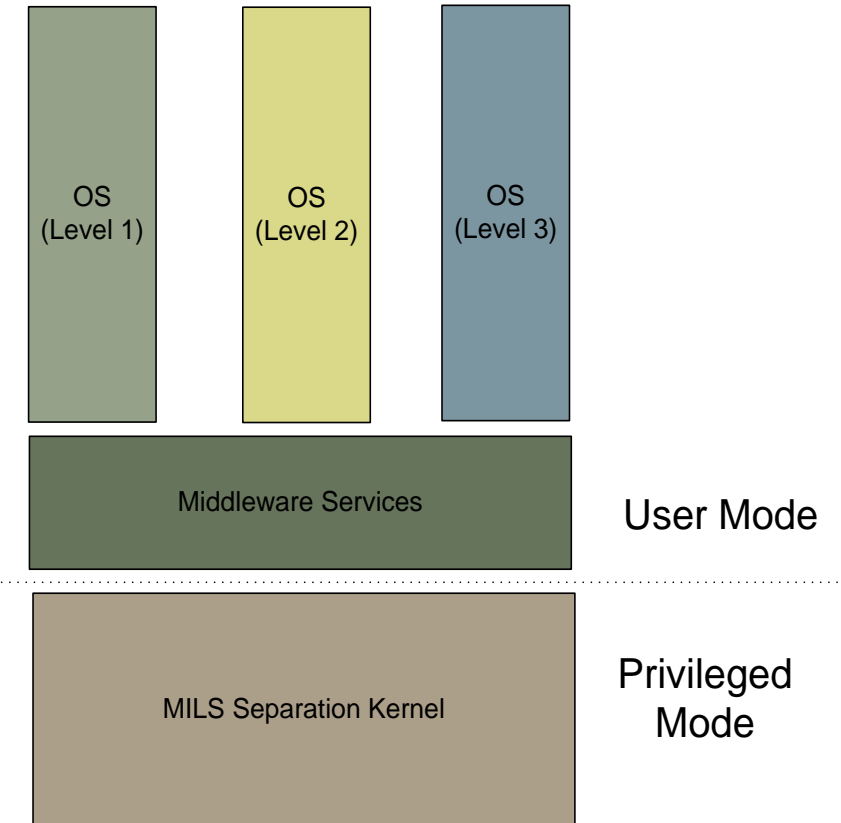 OS
(Level 1)
OS
(Level 2)
OS
(Level 3)
Middleware Services
User Mode
MILS Separation Kernel
Privileged
Mode